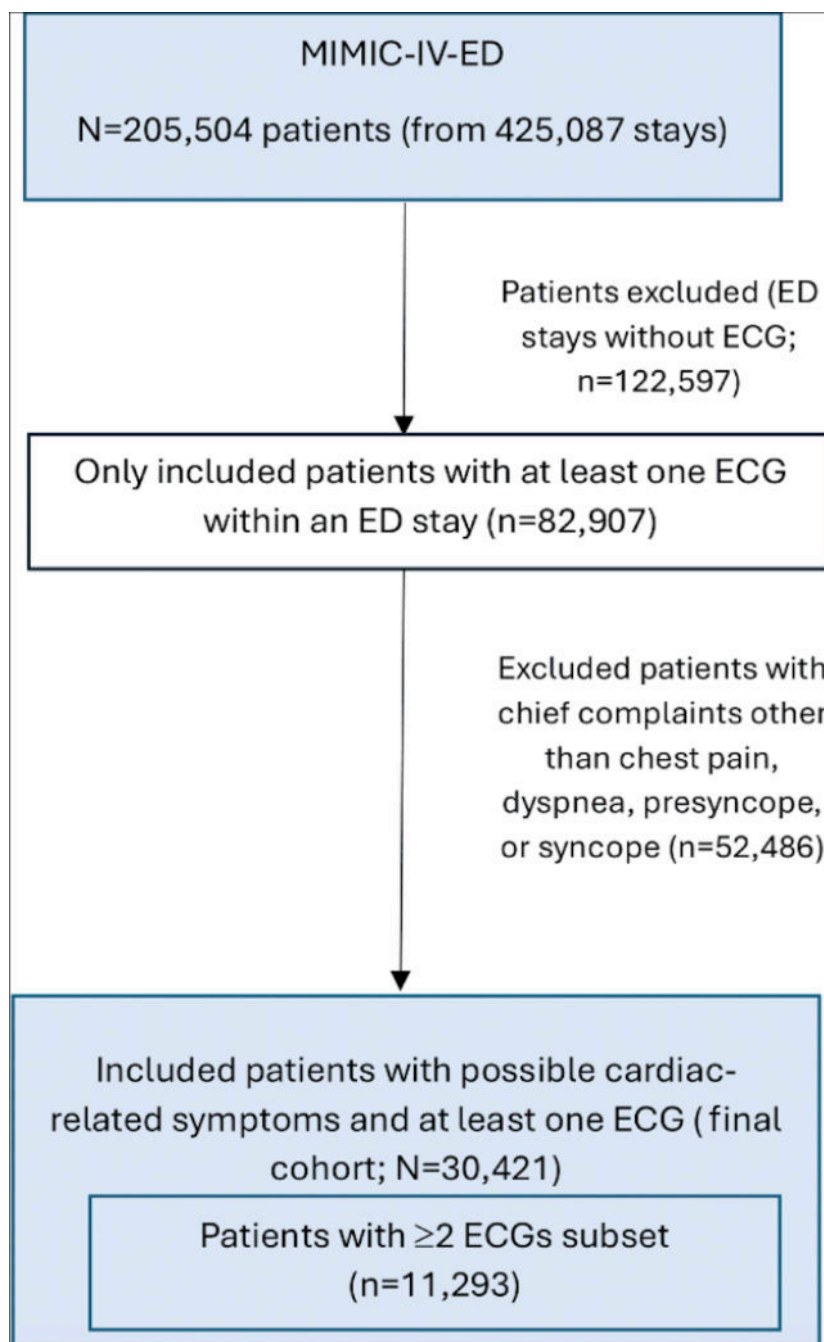 MIMIC-IV-ED
N=205,504 patients (from 425,087 stays)
Patients excluded (ED
stays without ECG;
n=122,597)
Only included patients with at least one ECG
within an ED stay (n=82,907)
Excluded patients with
chief complaints other
than chest pain,
dyspnea, presyncope,
or syncope (n=52,486)
Included patients with possible cardiac-
related symptoms and at least one ECG (final
cohort; N=30,421)
Patients with ≥2 ECGs subset
(n=11,293)